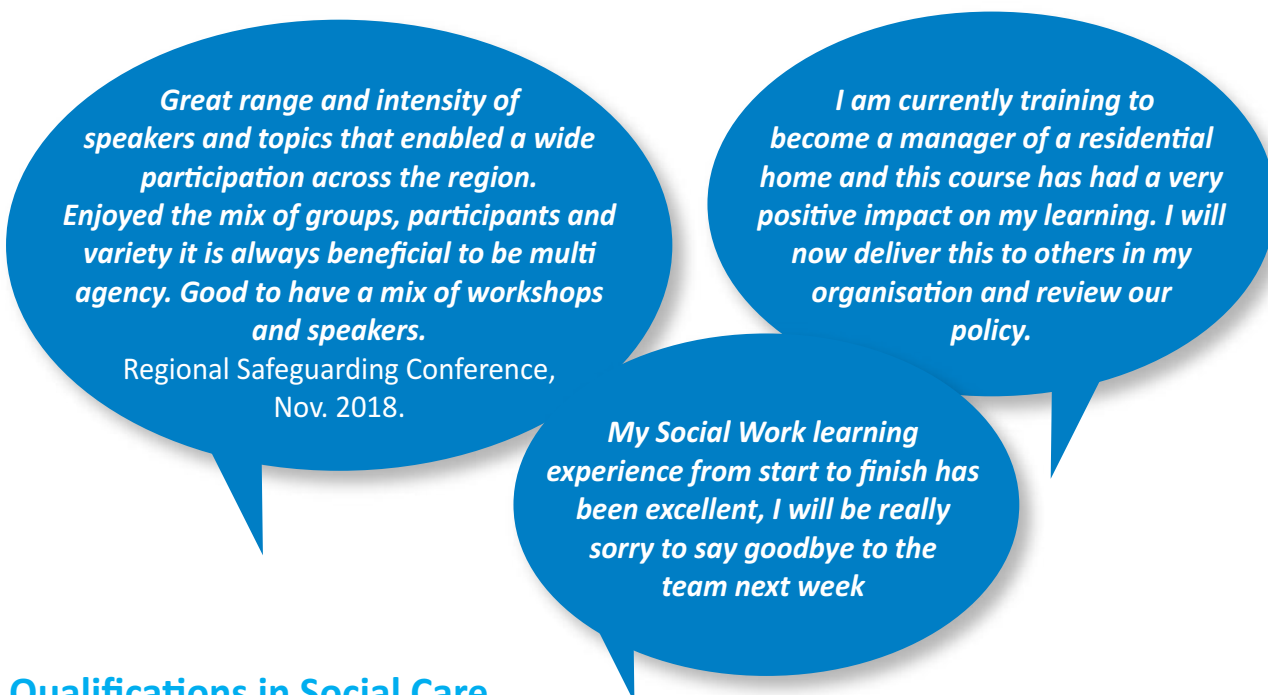 Great range and intensity of
speakers and topics that enabled a wide
participation across the region.
Enjoyed the mix of groups, participants and
variety it is always beneficial to be multi
agency. Good to have a mix of workshops
and speakers.
Regional Safeguarding Conference,
Nov. 2018.
I am currently training to
become a manager of a residential
home and this course has had a very
positive impact on my learning. I will
now deliver this to others in my
organisation and review our
policy.
My Social Work learning
experience from start to finish has
been excellent, I will be really
sorry to say goodbye to the
team next week
Qualifications in Social Care